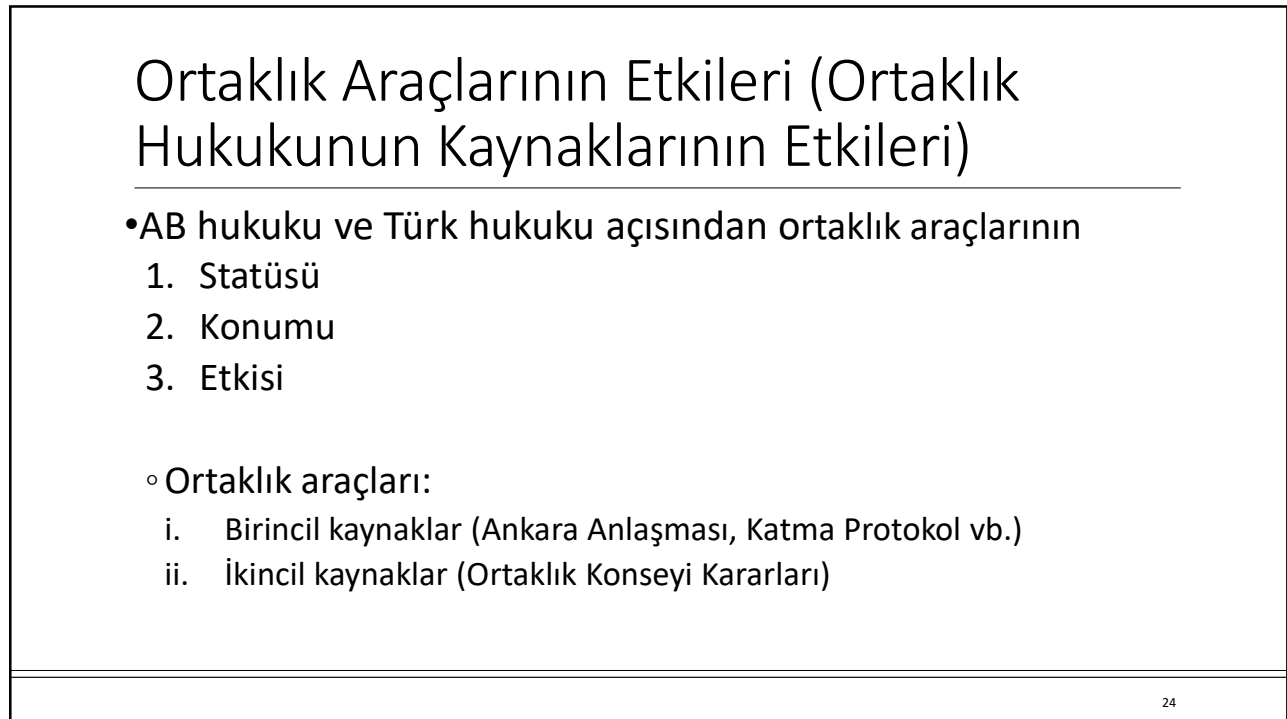 Ortaklık Araçlarının Etkileri (Ortaklık
Hukukunun Kaynaklarının Etkileri)
•AB hukuku ve Türk hukuku açısından ortaklık araçlarının
1. Statüsü
2. Konumu
3. Etkisi
◦Ortaklık araçları:
i. Birincil kaynaklar (Ankara Anlaşması, Katma Protokol vb.)
ii. İkincil kaynaklar (Ortaklık Konseyi Kararları)
24